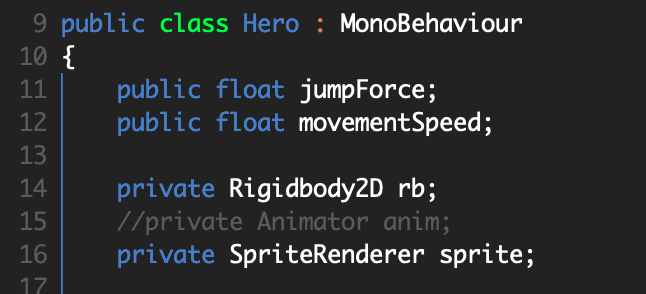 9 public class Hero : MonoBehaviour
10 {
11 public float jumpForce;
12 public float movementSpeed;
13
14 private Rigidbody2D rb;
15 //private Animator anim;
16 private SpriteRenderer sprite;
17